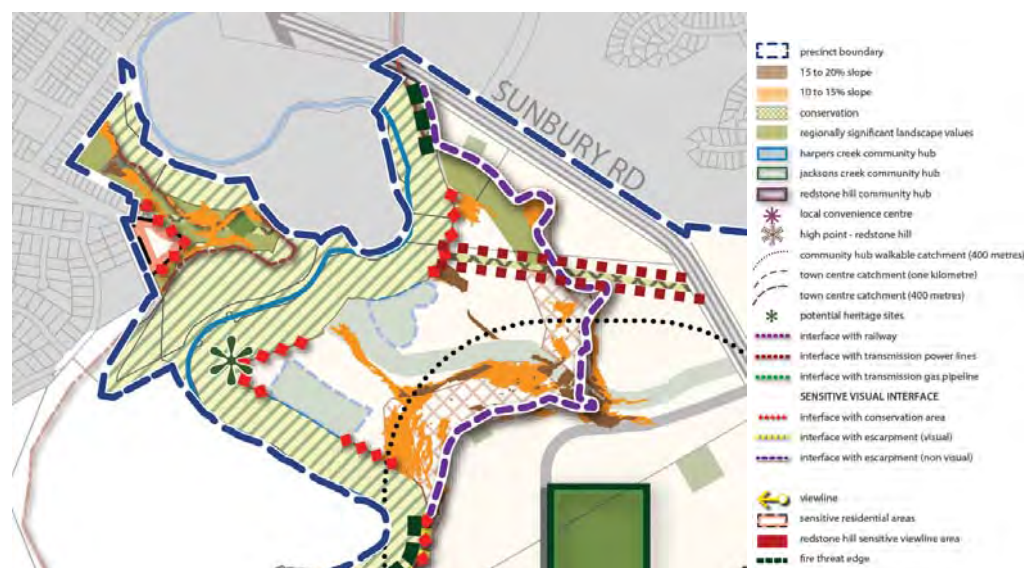 SUNBURY RD
precinct boundary
15 to 20% slope
10 to 15% slope
conservation
regionally significant landscape values
harpers creek community hub
jacksons creek community hub
redstone hill community hub
local convenience centre
high point - redstone hill
community hub walkable catchment (400 metres)
town centre catchment (one kilometre)
town centre catchment (400 metres)
potential heritage sites
interface with railway
interface with transmission power lines
interface with transmission gas pipeline
SENSITIVE VISUAL INTERFACE
interface with conservation area
interface with escarpment (visual)
interface with escarpment (non visual)
viewline
sensitive residential areas
redstone hill sensitive viewline area
fire threat edge